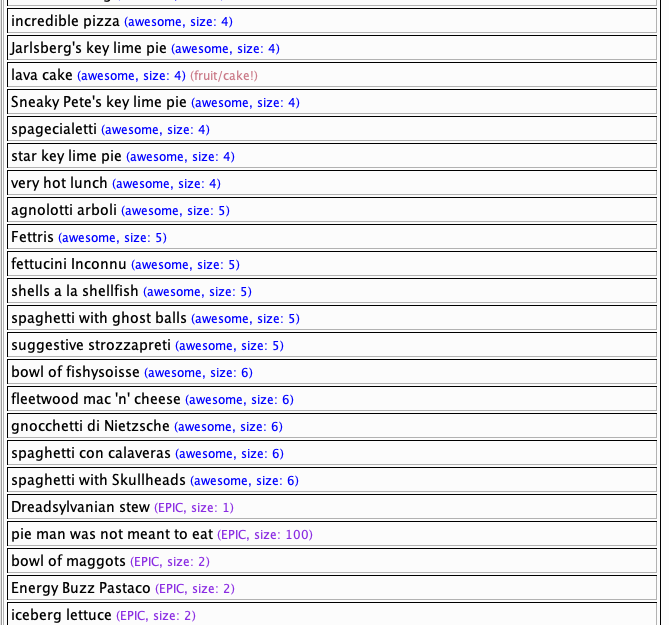 incredible pizza (awesome, size: 4)
Jarlsberg's key lime pie (awesome, size: 4)
lava cake (awesome, size: 4) (fruit/cake!)
Sneaky Pete's key lime pie (awesome, size: 4)
spagecialetti (awesome, size: 4)
star key lime pie (awesome, size: 4)
very hot lunch (awesome, size: 4)
agnolotti arboli (awesome, size: 5)
Fettris (awesome, size: 5)
fettucini Inconnu (awesome, size: 5)
shells a la shellfish (awesome, size: 5)
spaghetti with ghost balls (awesome, size: 5)
suggestive strozzapreti (awesome, size: 5)
bowl of fishysoisse (awesome, size: 6)
fleetwood mac 'n' cheese (awesome, size: 6)
gnocchetti di Nietzsche (awesome, size: 6)
spaghetti con calaveras (awesome, size: 6)
spaghetti with Skullheads (awesome, size: 6)
Dreadsylvanian stew (EPIC, size: 1)
pie man was not meant to eat (EPIC, size: 100)
bowl of maggots (EPIC, size: 2)
Energy Buzz Pastaco (EPIC, size: 2)
iceberg lettuce (EPIC, size: 2)